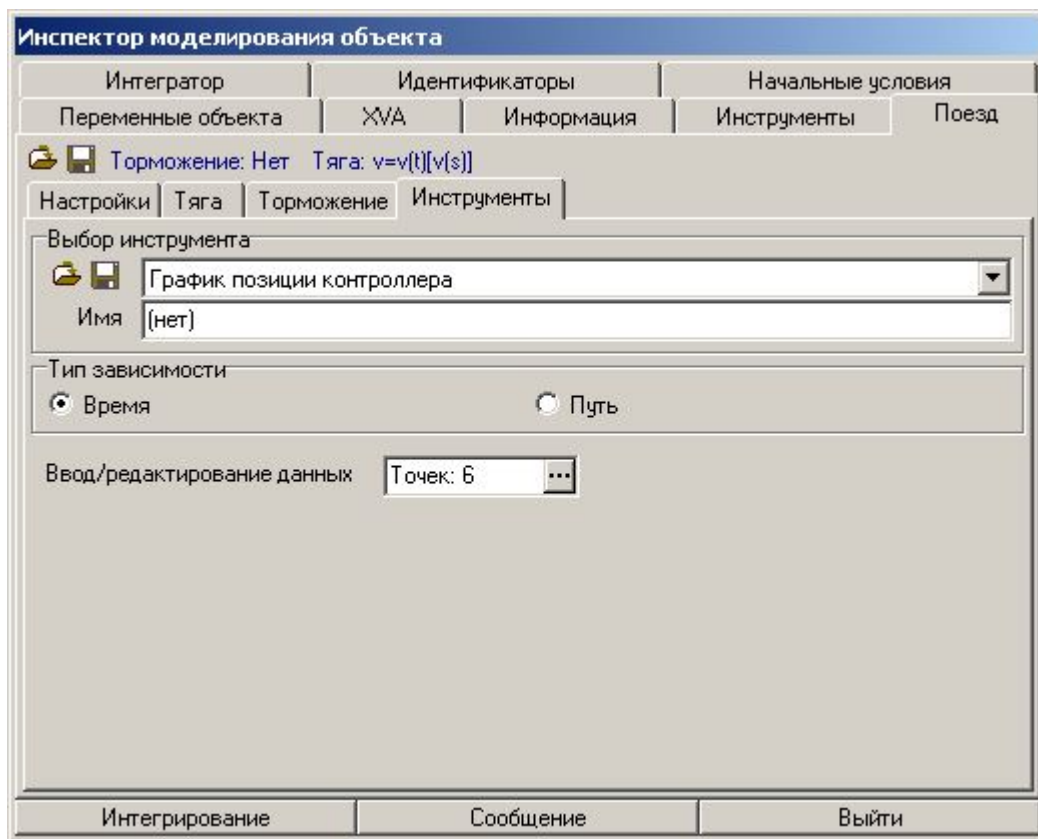 Инспектор моделирования объекта
Интегратор Идентификаторы Начальные условия
Переменные объекта XVA Информация Инструменты Поезд
Торможение: Нет Тяга: v=v(t)[v(s)]
Настройки Тяга Торможение Инструменты
Выбор инструмента
График позиции контроллера
Имя (нет)
Тип зависимости
Время Путь
Ввод/редактирование данных Точек: 6 ...
Интегрирование Сообщение Выйти